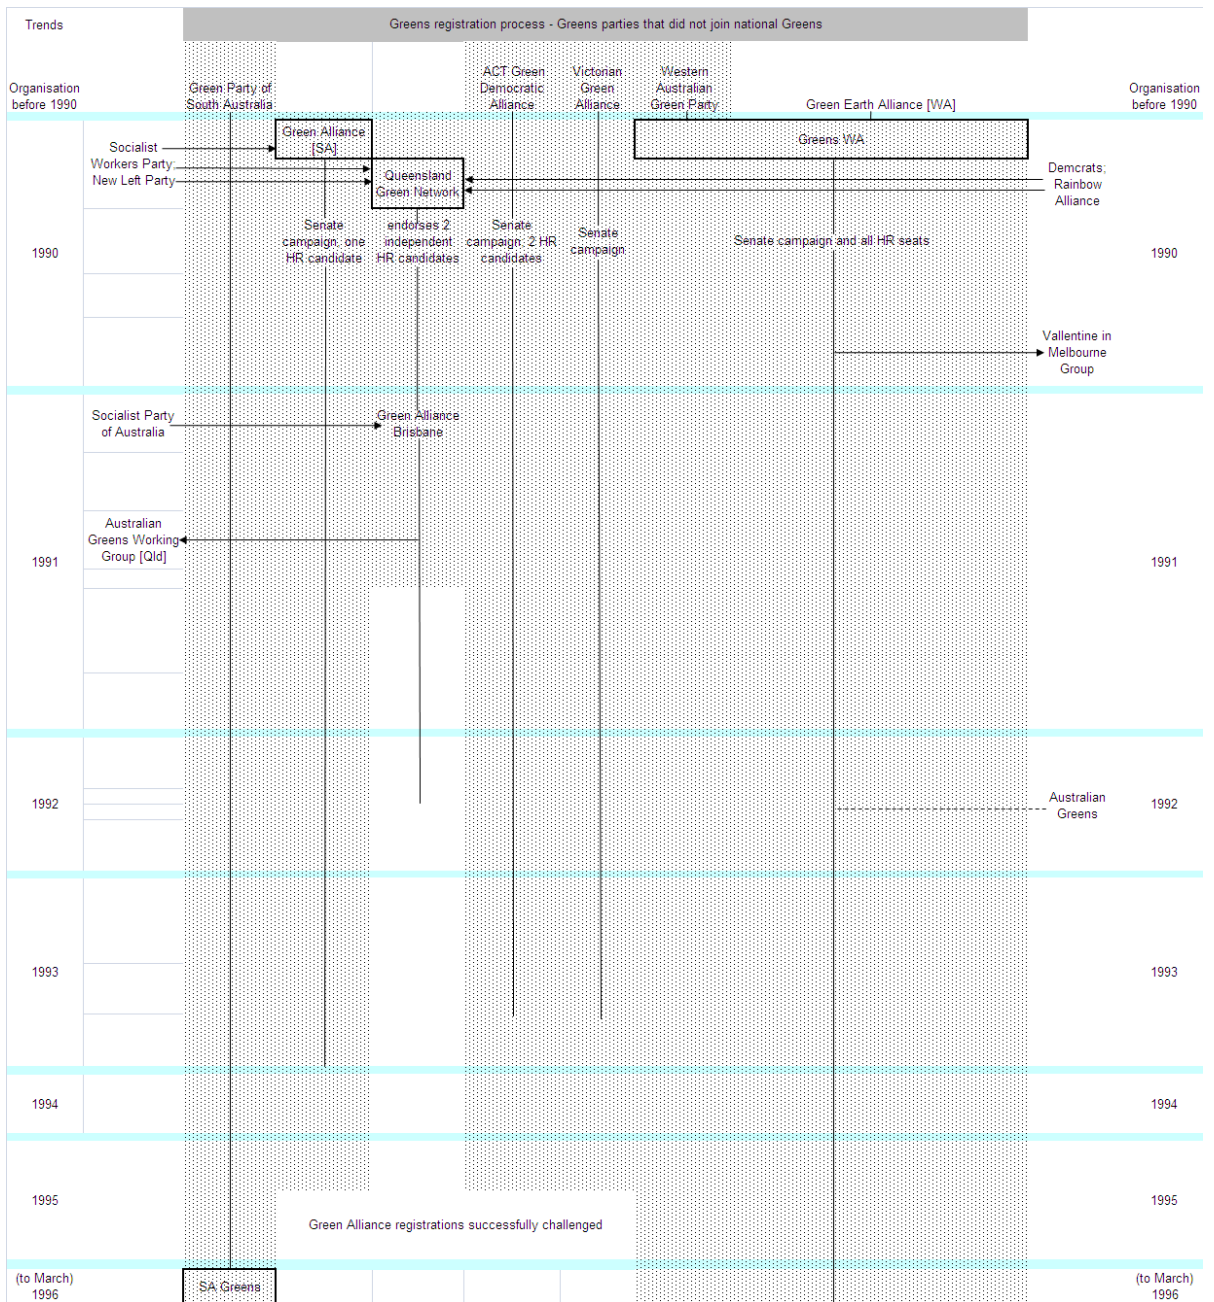 Trends
Greens registration process - Greens parties that did not join national Greens
Organisation
before 1990
Green Party of
South Australia
ACT Green
Democratic
Alliance
Victorian
Green
Alliance
Western
Australian
Green Party
Green Earth Alliance [WA]
Organisation
before 1990
Socialist
Workers Party;
New Left Party
Green Alliance
[SA]
Queensland
Green Network
Greens WA
Demcrats;
Rainbow
Alliance
1990
Senate
campaign, one
HR candidate
endorses 2
independent
HR candidates
Senate
campaign, 2 HR
candidates
Senate
campaign
Senate campaign and all HR seats
1990
Vallentine in
Melbourne
Group
Socialist Party
of Australia
Green Alliance
Brisbane
Australian
Greens Working
Group [Qld]
1991
1991
1992
Australian
Greens
1992
1993
1993
1994
1994
1995
Green Alliance registrations successfully challenged
1995
(to March)
1996
SA Greens
(to March)
1996